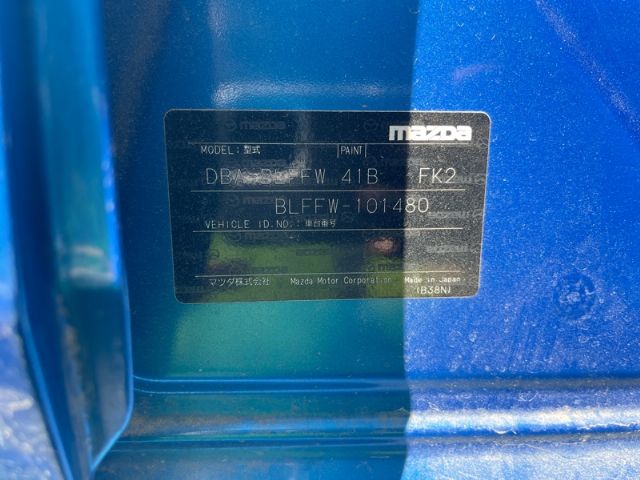 mazda
MODEL:型式 PAINT
DBA-BLFFW 41B FK2
BLFFW-101480
VEHICLE ID.NO.:車台番号
マツダ株式会社 Mazda Motor Corporation Made in Japan
(B38N)